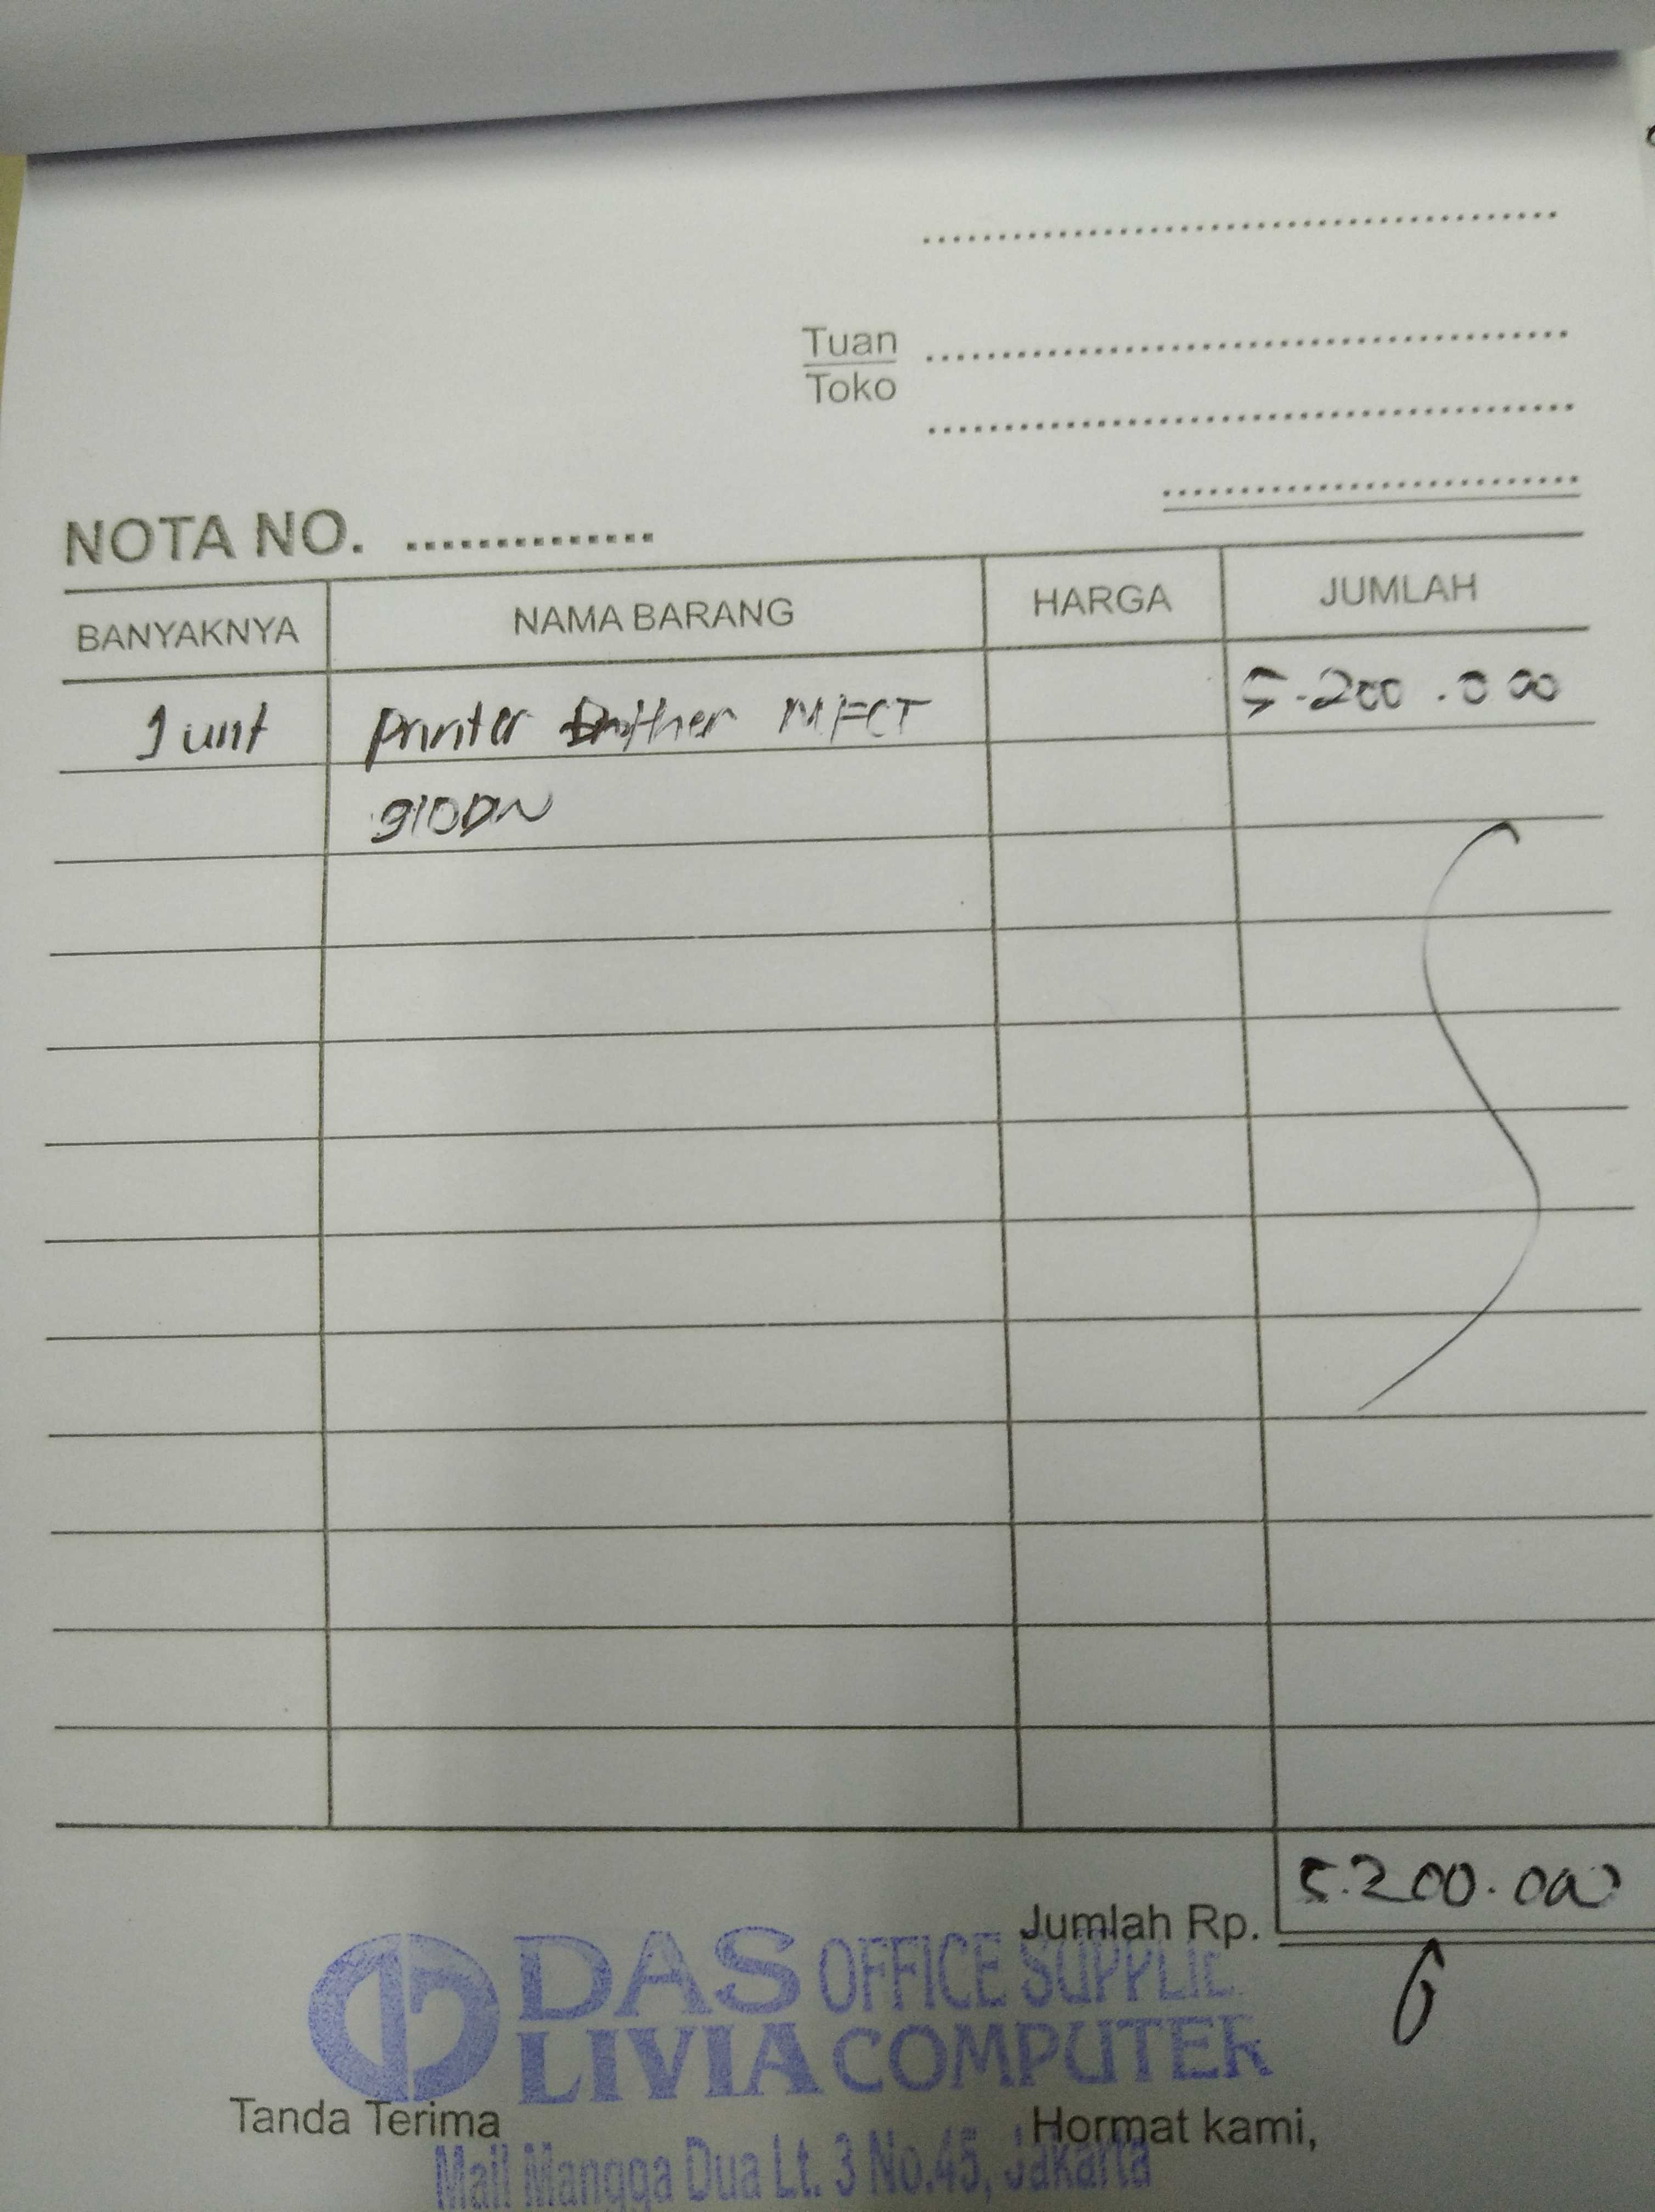 Tuan
Toko
NOTA NO.
BANYAKNYA NAMA BARANG HARGA JUMLAH
1 unit Printer Brother MFCT 5.200.000
910DW
Jumlah Rp. 5.200.000
DAS OFFICE SUPPLIE
LIVIA COMPUTER
Tanda Terima Hormat kami,
Mall Mangga Dua Lt. 3 No.45, Jakarta